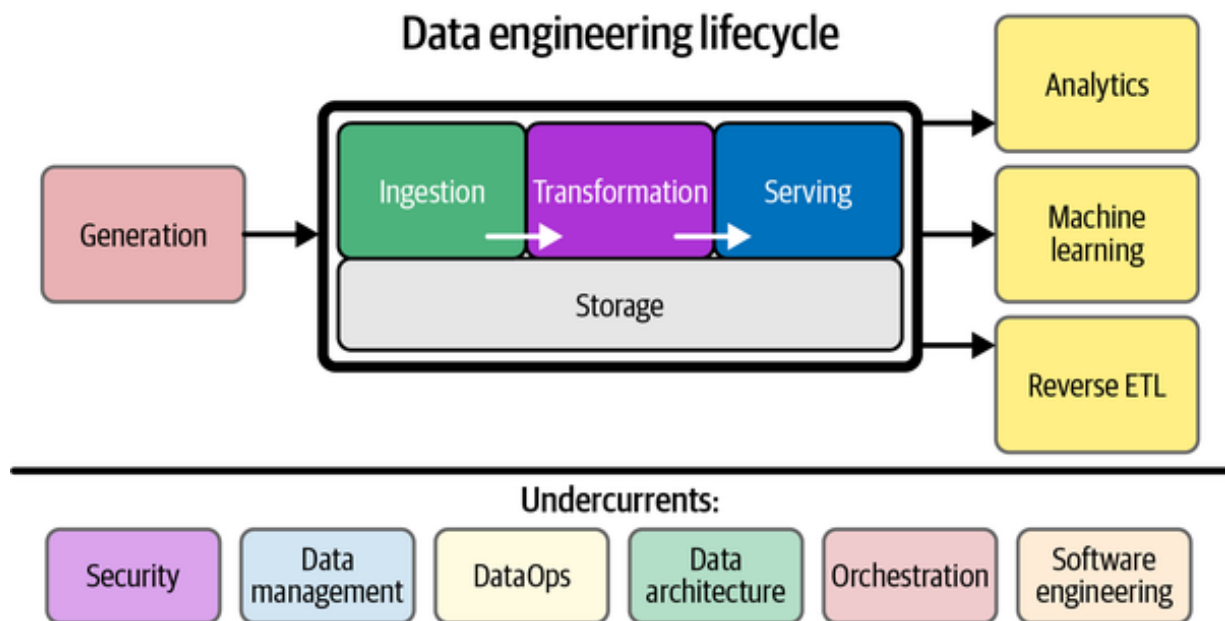 Data engineering lifecycle
Generation
Ingestion
Transformation
Serving
Storage
Analytics
Machine
learning
Reverse ETL
Undercurrents:
Security
Data
management
DataOps
Data
architecture
Orchestration
Software
engineering